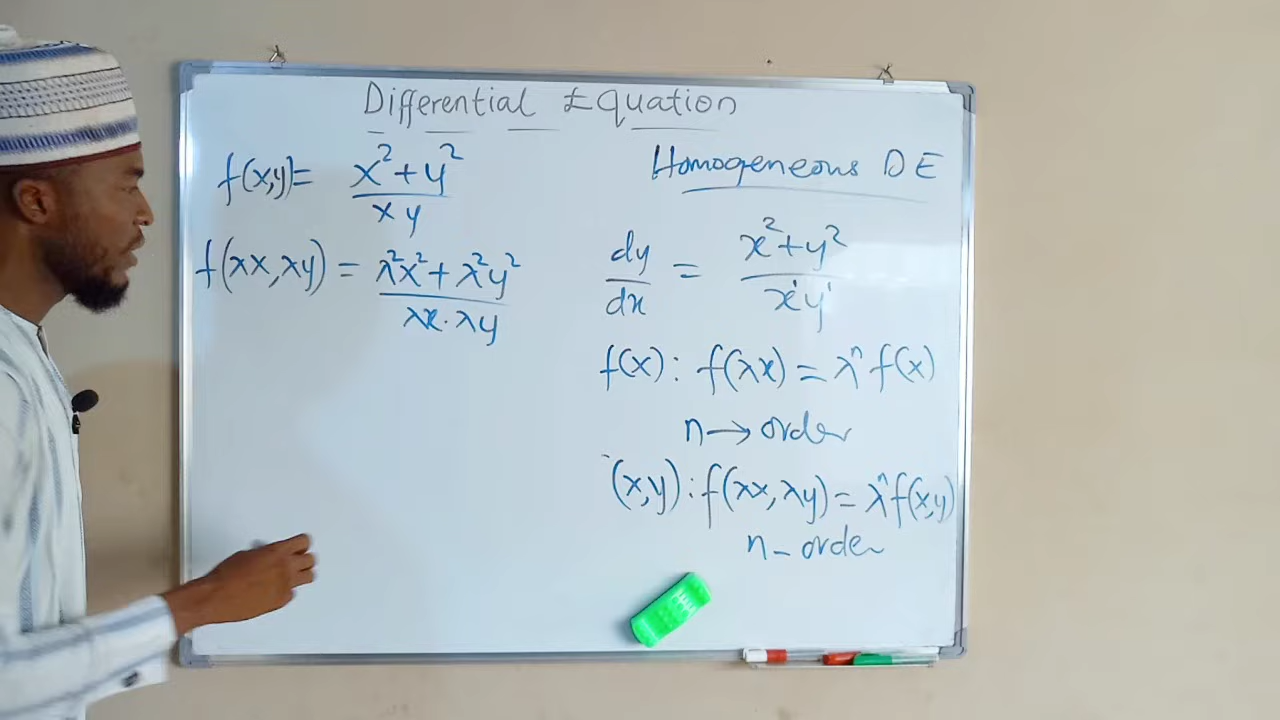 Differential Equation
f(x,y)= x²+y² / xy
f(λx,λy) = λ²x²+λ²y² / λx·λy
Homogeneous DE
dy/dx = x²+y² / x¹y¹
f(x): f(λx) = λⁿ f(x)
n→order
(x,y): f(λx,λy) = λⁿf(x,y)
n-order